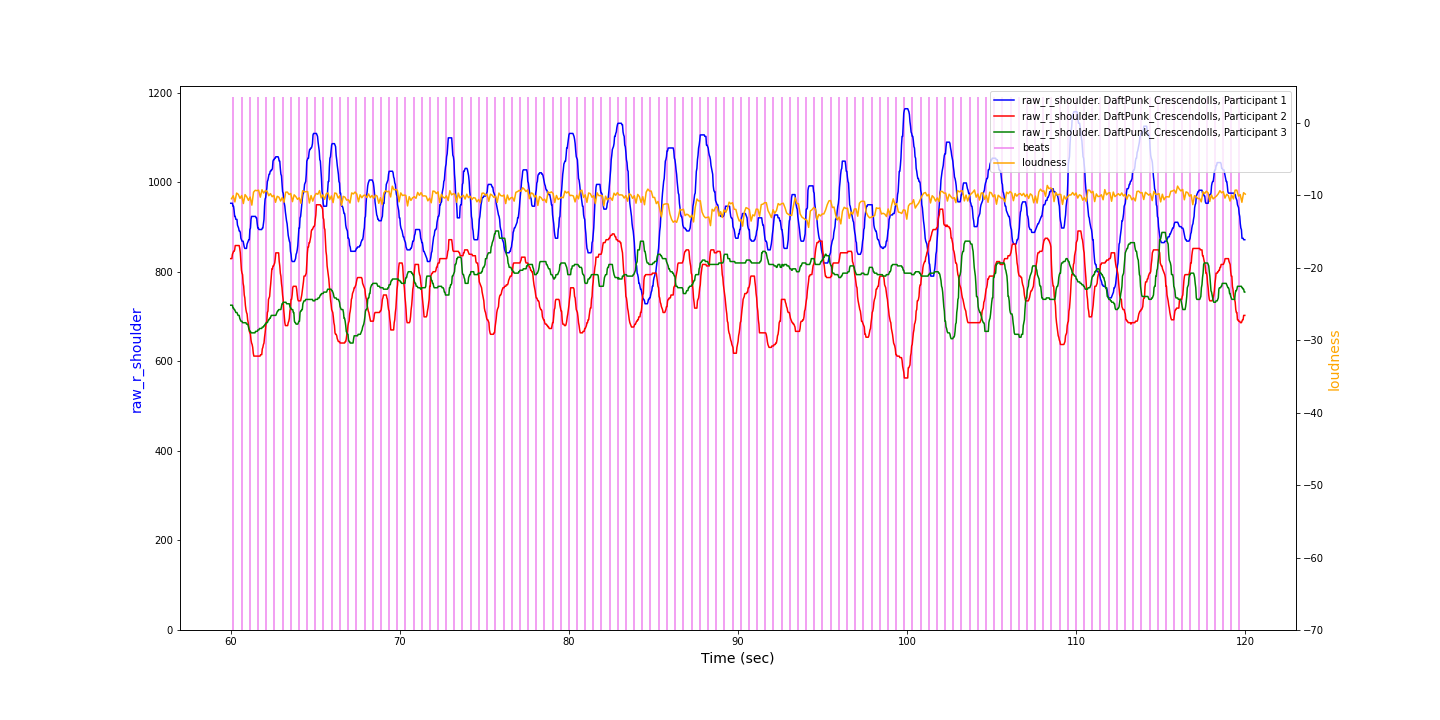 raw_r_shoulder. DaftPunk_Crescendolls, Participant 1
raw_r_shoulder. DaftPunk_Crescendolls, Participant 2
raw_r_shoulder. DaftPunk_Crescendolls, Participant 3
beats
loudness
1200
1000
800
600
400
200
0
raw_r_shoulder
0
−10
−20
−30
−40
−50
−60
−70
loudness
60
70
80
90
100
110
120
Time (sec)